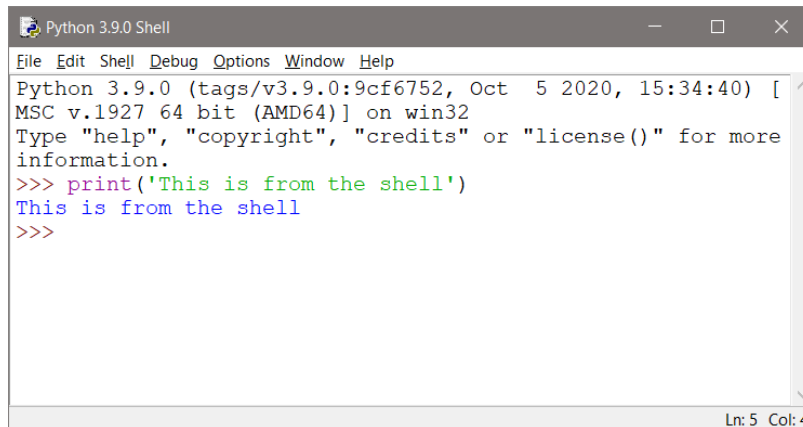 Python 3.9.0 Shell
File Edit Shell Debug Options Window Help
Python 3.9.0 (tags/v3.9.0:9cf6752, Oct  5 2020, 15:34:40) [
MSC v.1927 64 bit (AMD64)] on win32
Type "help", "copyright", "credits" or "license()" for more
information.
>>> print('This is from the shell')
This is from the shell
>>>
Ln: 5 Col: 4